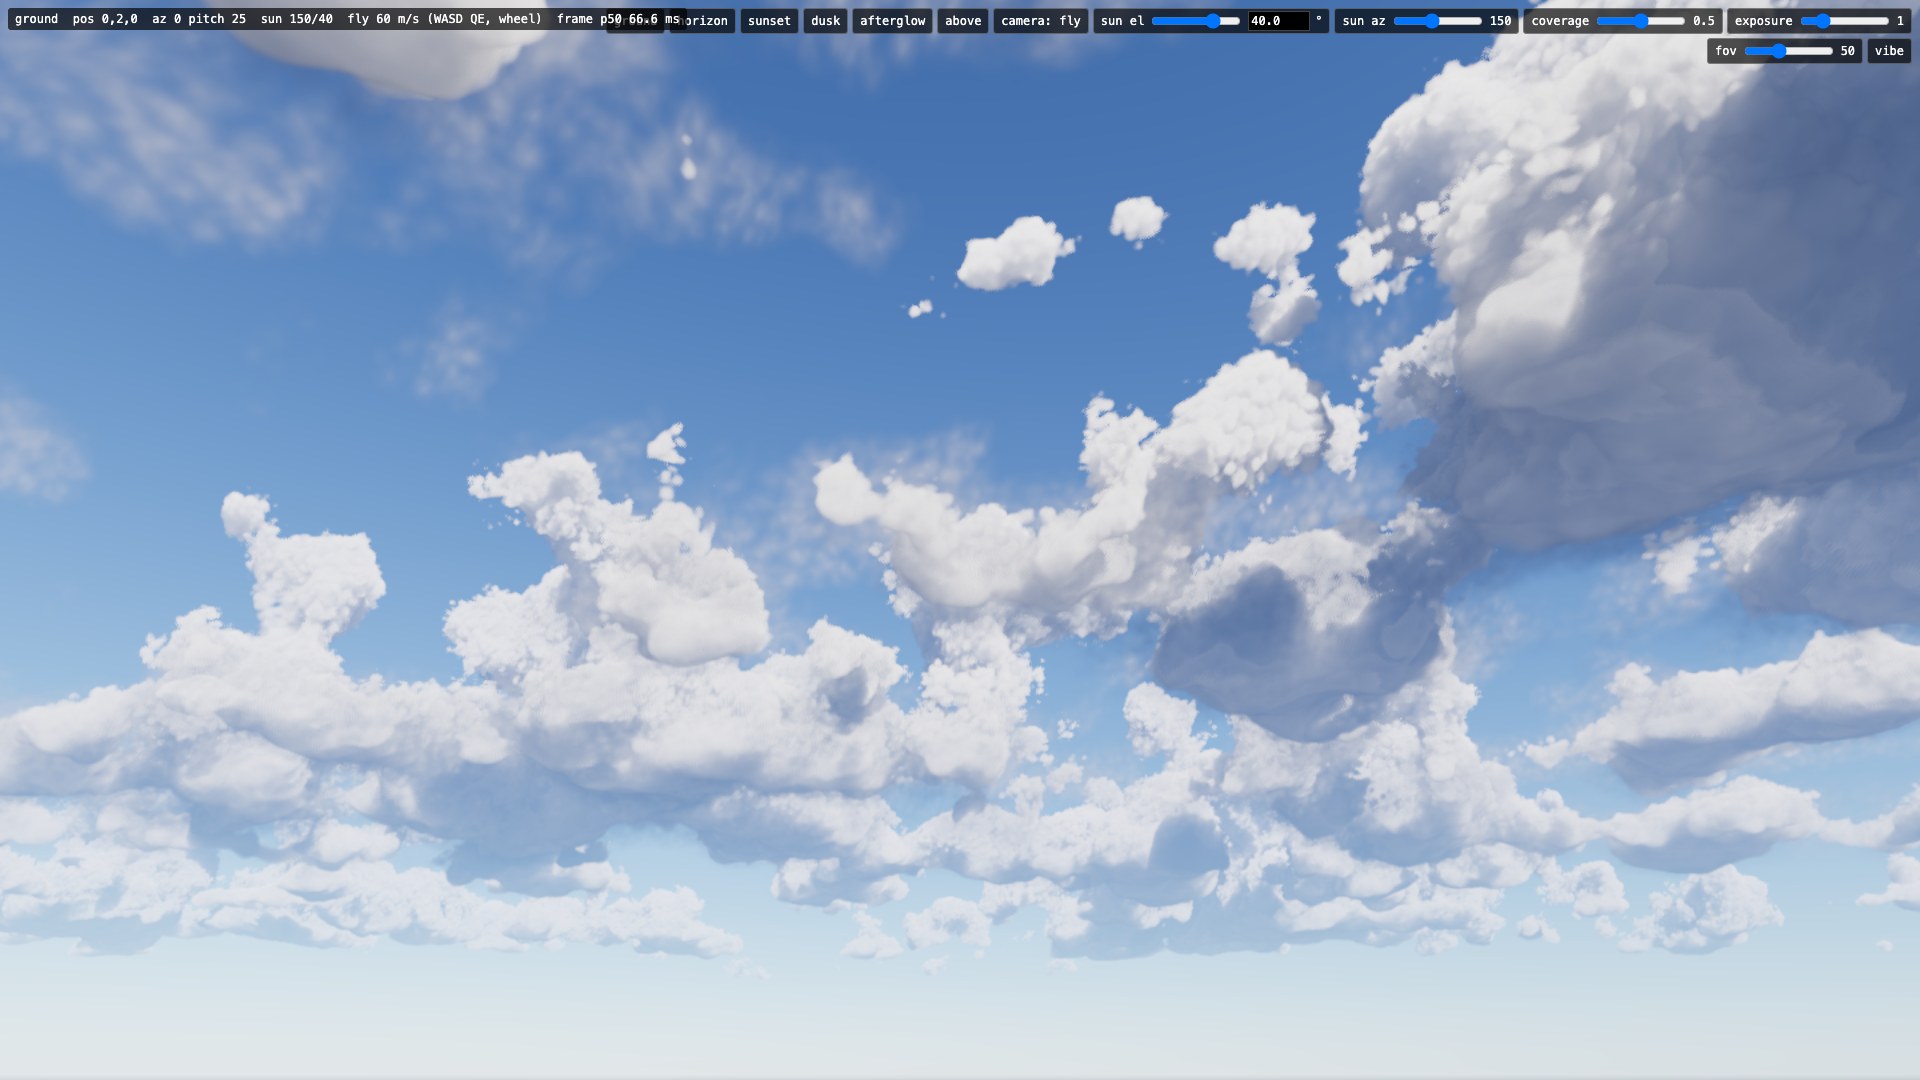 ground pos 0,2,0 az 0 pitch 25 sun 150/40 fly 60 m/s (WASD QE, wheel) frame p50 66.6 ms horizon sunset dusk afterglow above camera: fly sun el 40.0 ° sun az 150 coverage 0.5 exposure 1
fov 50 vibe